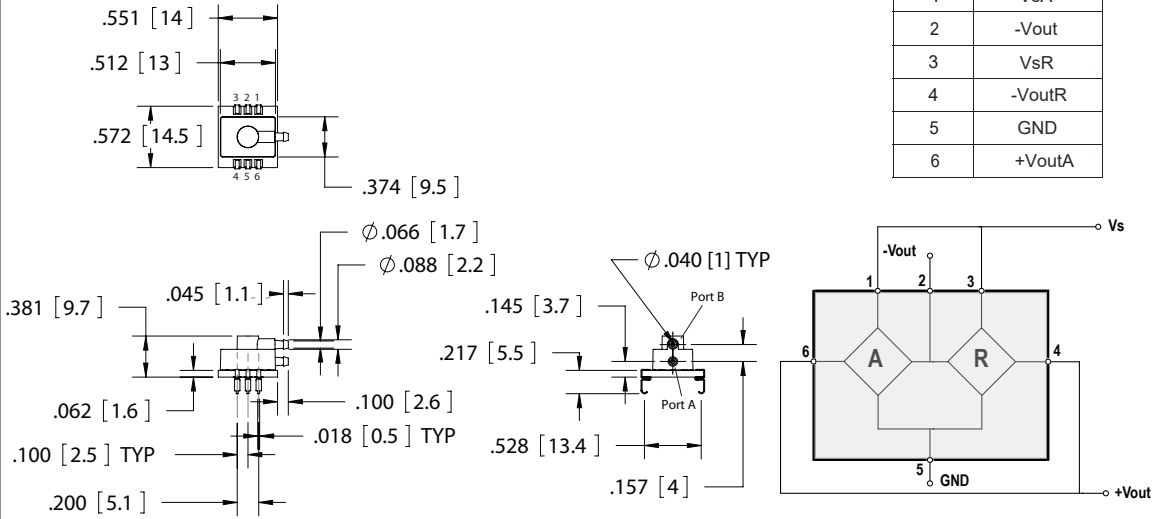 .551 [14]
.512 [13]
3 2 1
.572 [14.5]
4 5 6
.374 [9.5]
2 -Vout
3 VsR
4 -VoutR
5 GND
6 +VoutA
Ø.066 [1.7]
Ø.088 [2.2]
.045 [1.1]
.381 [9.7]
.062 [1.6]
.100 [2.6]
.018 [0.5] TYP
.100 [2.5] TYP
.200 [5.1]
Ø.040 [1] TYP
Port B
.145 [3.7]
.217 [5.5]
Port A
.528 [13.4]
.157 [4]
Vs
-Vout
1 2 3
6 A R 4
5 GND
+Vout